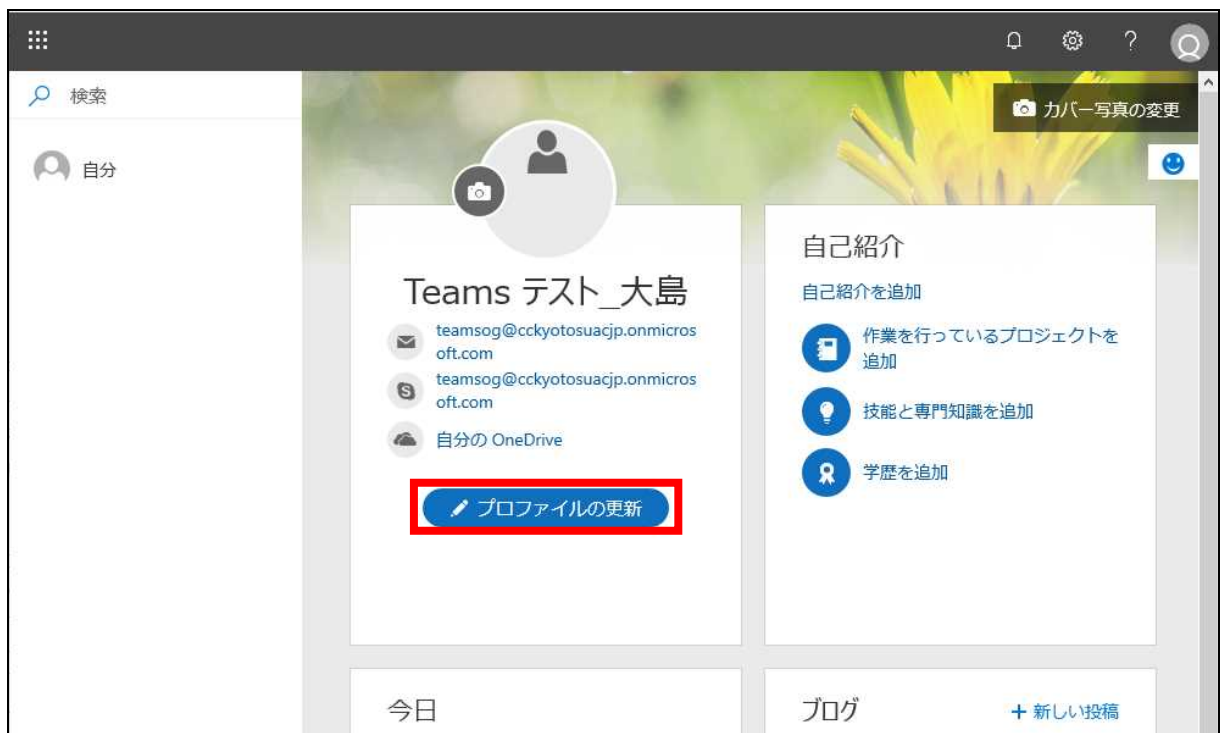 検索
カバー写真の変更
自分
Teams テスト_大島
teamsog@cckyotosuacjp.onmicros
oft.com
teamsog@cckyotosuacjp.onmicros
oft.com
自分の OneDrive
プロファイルの更新
自己紹介
自己紹介を追加
作業を行っているプロジェクトを
追加
技能と専門知識を追加
学歴を追加
今日
ブログ
+ 新しい投稿